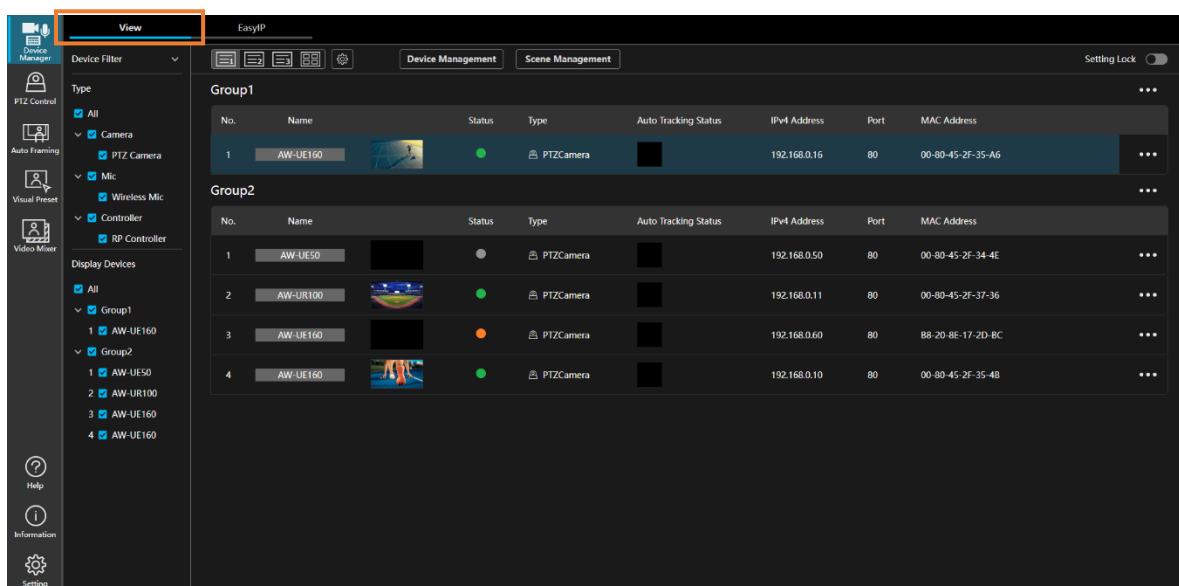 View
EasyIP
Device
Manager
PTZ Control
Auto Framing
Visual Preset
Video Mixer
Help
Information
Setting
Device Filter
Type
All
Camera
PTZ Camera
Mic
Wireless Mic
Controller
RP Controller
Display Devices
All
Group1
1 AW-UE160
Group2
1 AW-UE50
2 AW-UR100
3 AW-UE160
4 AW-UE160
1 2 3 Device Management Scene Management Setting Lock
Group1
No. Name Status Type Auto Tracking Status IPv4 Address Port MAC Address
1 AW-UE160 PTZCamera 192.168.0.16 80 00-80-45-2F-35-A6
Group2
No. Name Status Type Auto Tracking Status IPv4 Address Port MAC Address
1 AW-UE50 PTZCamera 192.168.0.50 80 00-80-45-2F-34-4E
2 AW-UR100 PTZCamera 192.168.0.11 80 00-80-45-2F-37-36
3 AW-UE160 PTZCamera 192.168.0.60 80 B8-20-8E-17-2D-BC
4 AW-UE160 PTZCamera 192.168.0.10 80 00-80-45-2F-35-4B